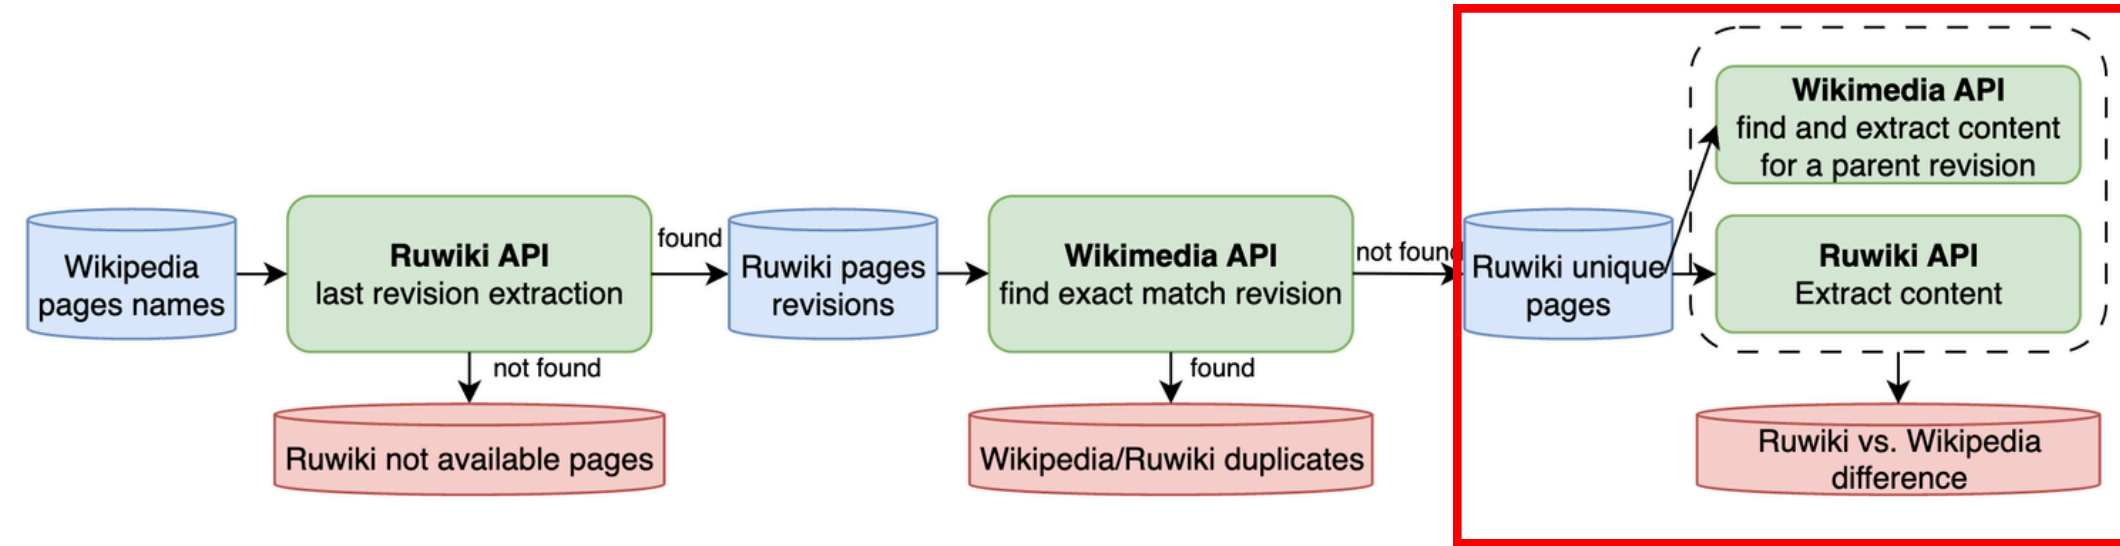 Wikipedia
pages names
Ruwiki API
last revision extraction
found
not found
Ruwiki not available pages
Ruwiki pages
revisions
Wikimedia API
find exact match revision
not found
found
Wikipedia/Ruwiki duplicates
Ruwiki unique
pages
Wikimedia API
find and extract content
for a parent revision
Ruwiki API
Extract content
Ruwiki vs. Wikipedia
difference